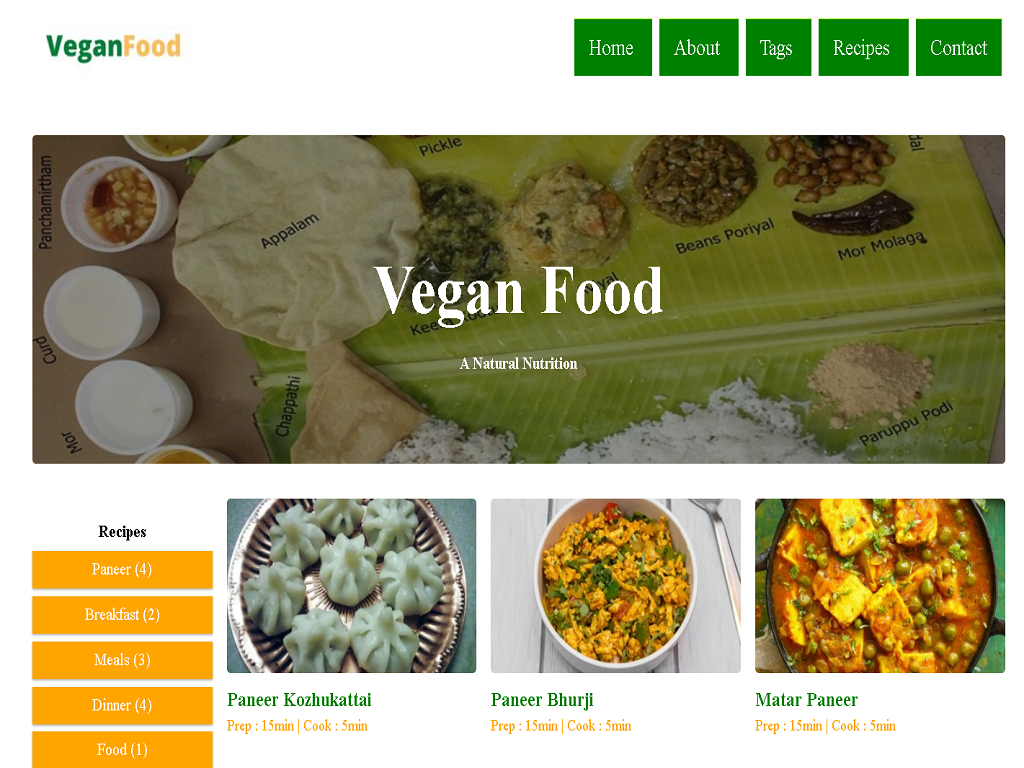 VeganFood
Home
About
Tags
Recipes
Contact
Panchamirtham
Pickle
Appalam
Beans Poriyal
Mor Molaga
Vegan Food
Curd
A Natural Nutrition
Chappathi
Mor
Paruppu Podi
Recipes
Paneer (4)
Breakfast (2)
Meals (3)
Dinner (4)
Food (1)
Paneer Kozhukattai
Prep : 15min | Cook : 5min
Paneer Bhurji
Prep : 15min | Cook : 5min
Matar Paneer
Prep : 15min | Cook : 5min